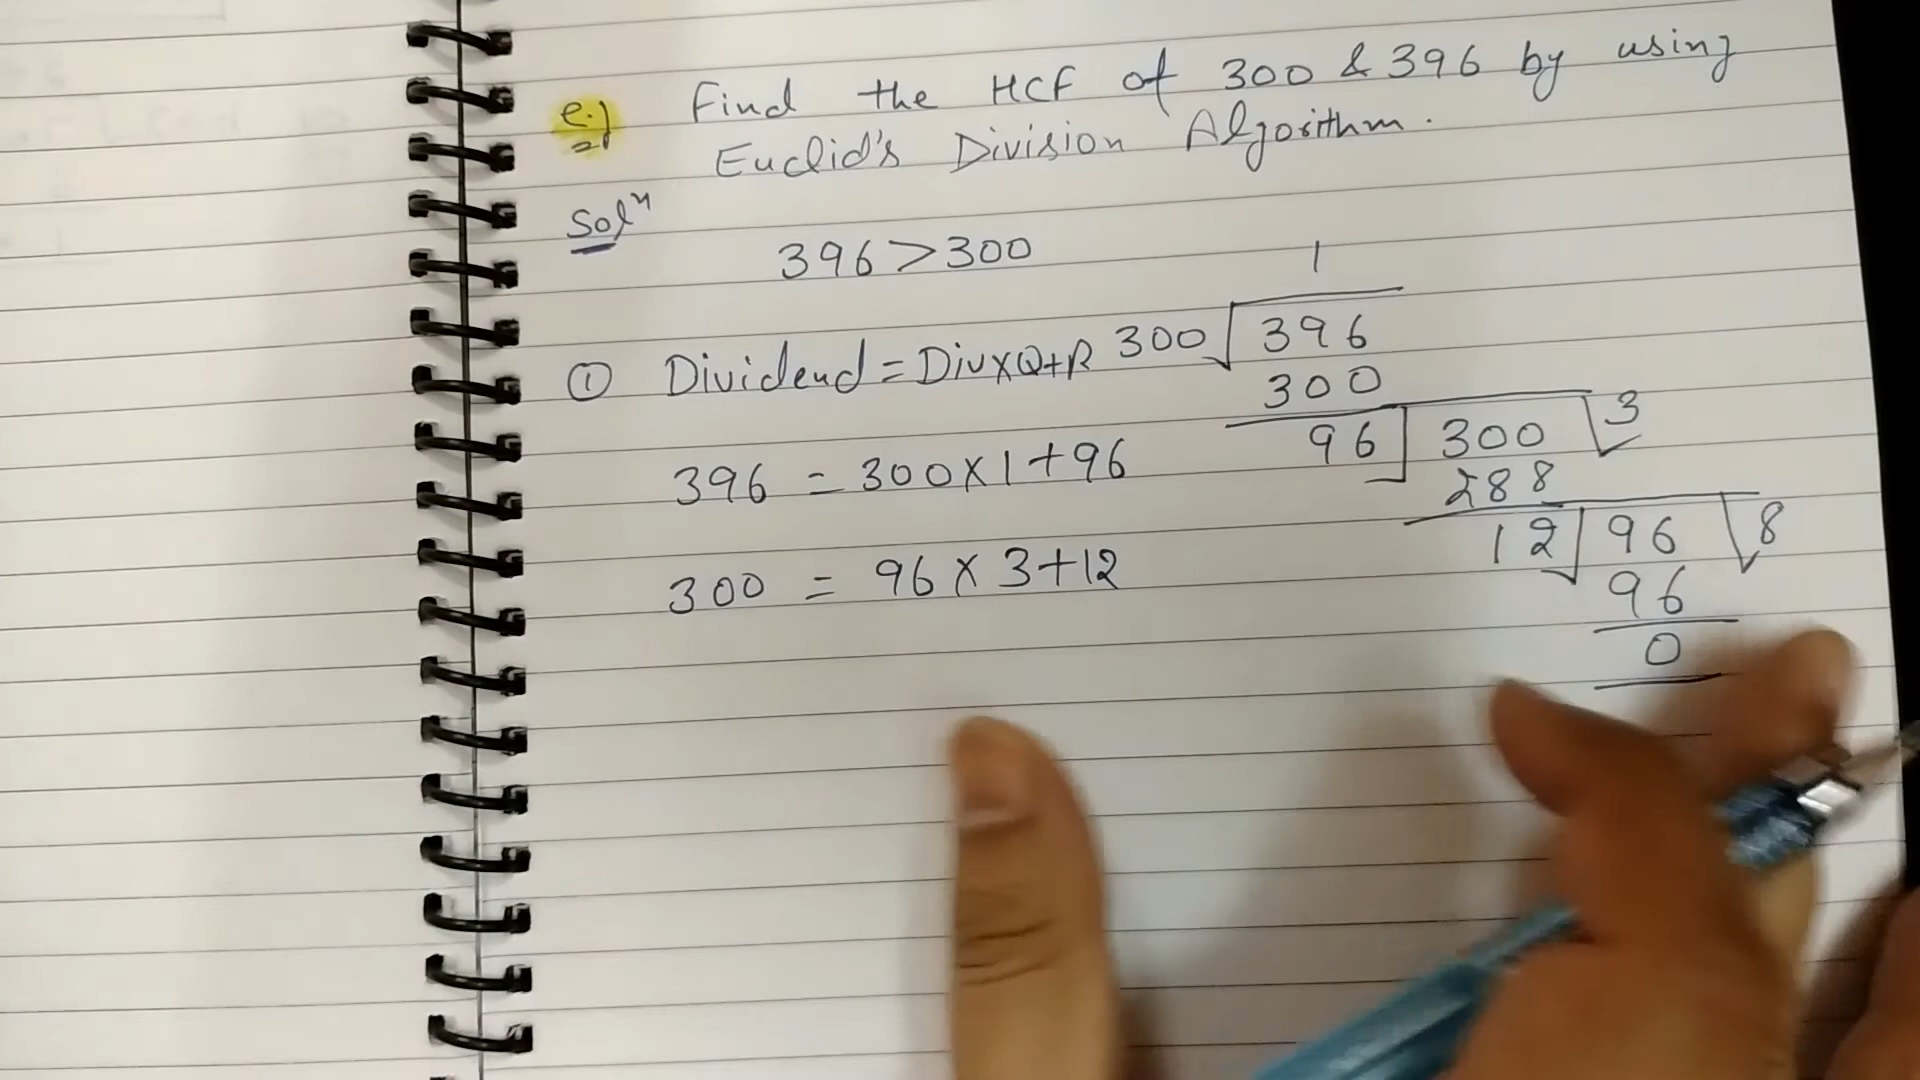 e.) Find the HCF of 300 & 396 by using
Euclid's Division Algorithm.
Solⁿ
396 > 300
① Dividend = Div x Q + R
396 = 300 x 1 + 96
300 = 96 x 3 + 12
1
300 396
300
96 300 3
288
12 96 8
96
0